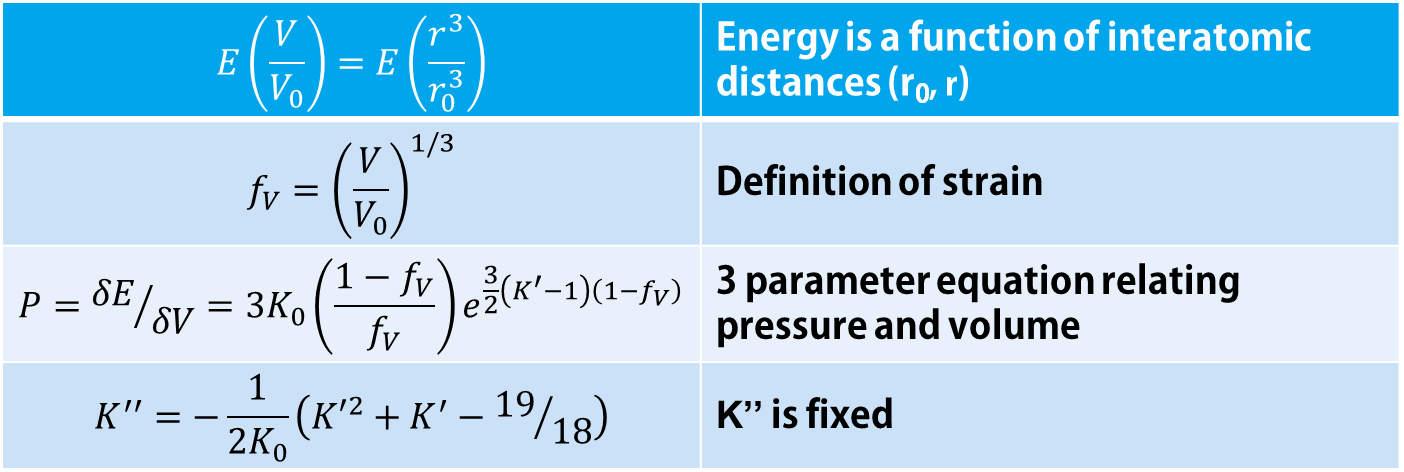 E(V/V₀) = E(r³/r₀³)
Energy is a function of interatomic
distances (r₀, r)
f_V = (V/V₀)^{1/3}
Definition of strain
P = δE/δV = 3K₀((1 − f_V)/f_V)e^{3/2(K′−1)(1−f_V)}
3 parameter equation relating
pressure and volume
K′′ = −1/2K₀(K′² + K′ − 19/18)
K” is fixed